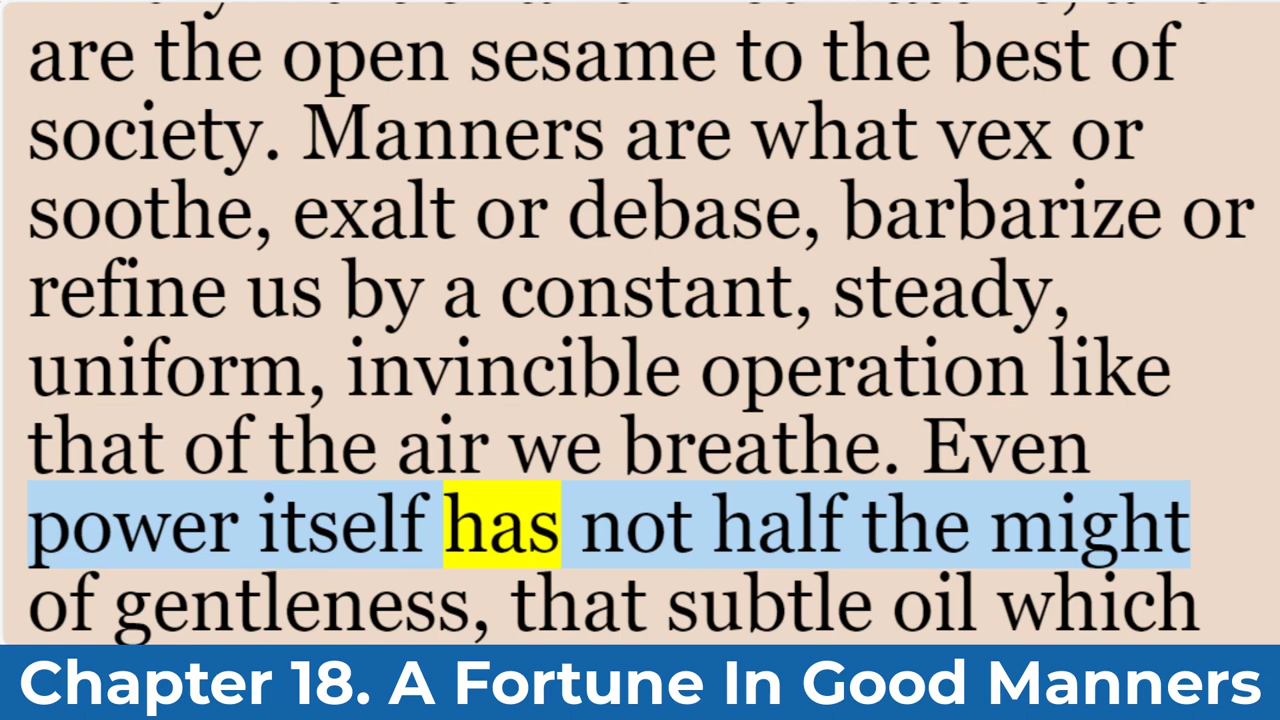 are the open sesame to the best of
society. Manners are what vex or
soothe, exalt or debase, barbarize or
refine us by a constant, steady,
uniform, invincible operation like
that of the air we breathe. Even
power itself has not half the might
of gentleness, that subtle oil which
Chapter 18. A Fortune In Good Manners